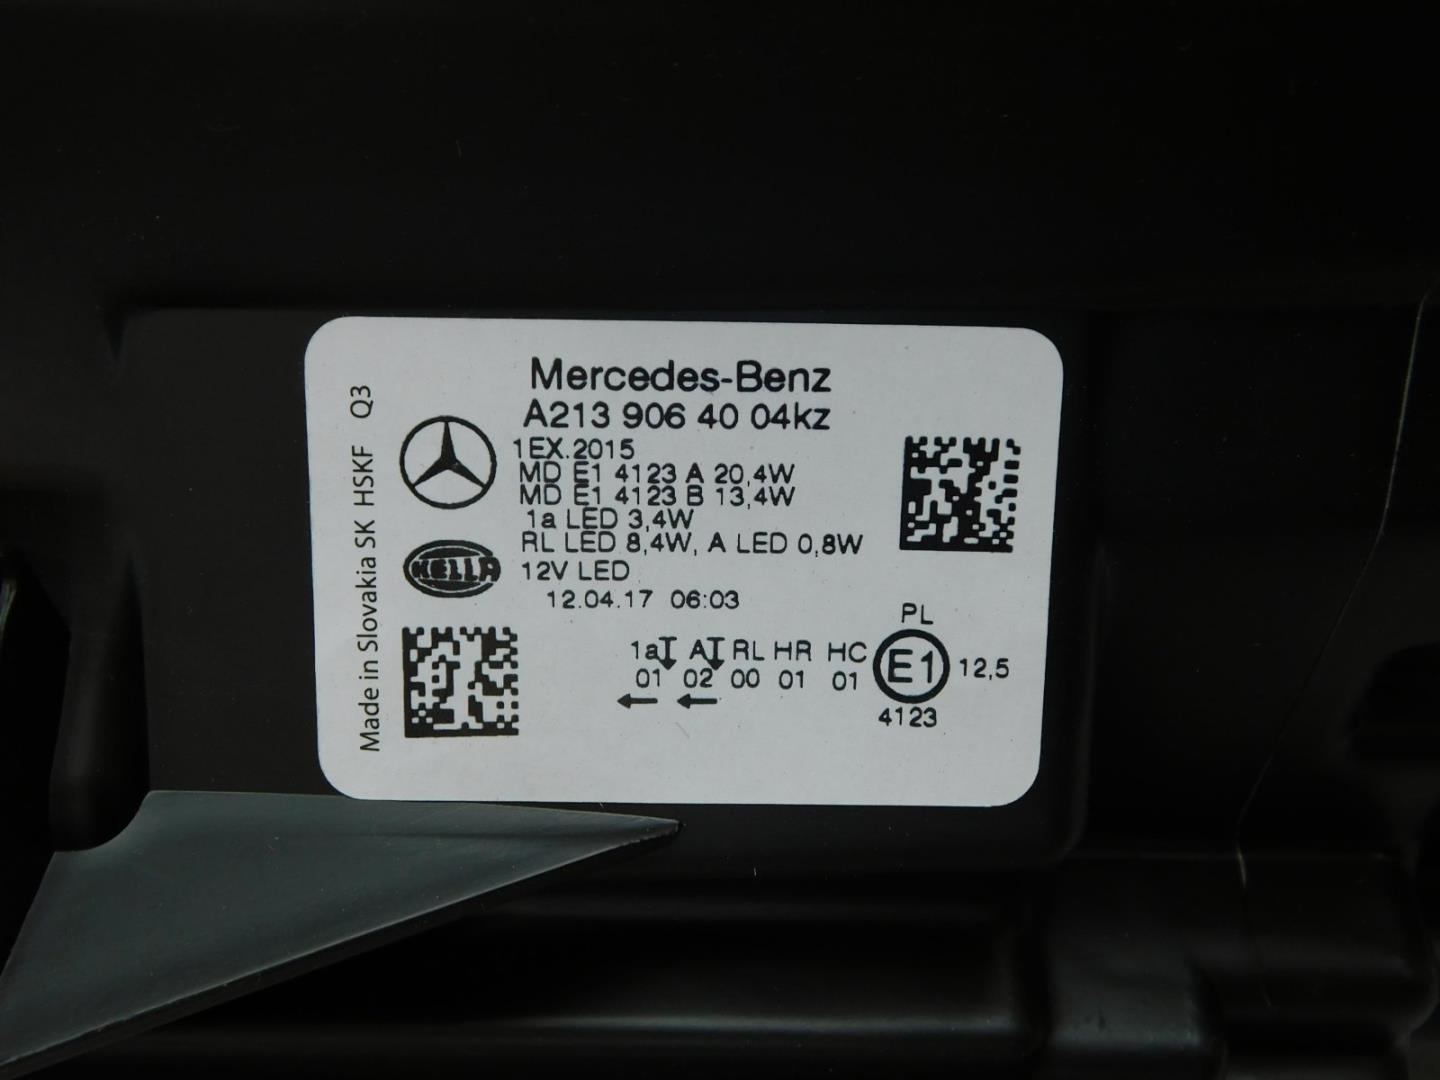 Mercedes-Benz
A213 906 40 04kz
1EX.2015
MD E1 4123 A 20,4W
MD E1 4123 B 13,4W
1a LED 3,4W
RL LED 8,4W, A LED 0,8W
12V LED
12.04.17 06:03
HELLA
Made in Slovakia SK HSKF Q3
1a A RL HR HC
01 02 00 01 01
PL
E1
12,5
4123